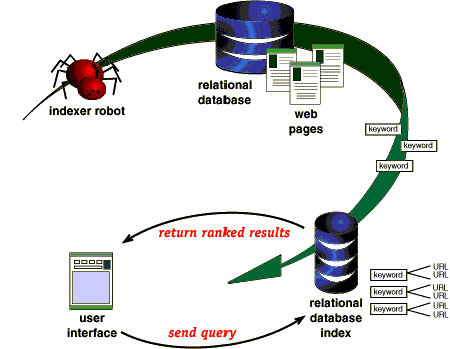 indexer robot
relational
database
web
pages
keyword
keyword
keyword
return ranked results
user
interface
send query
relational
database
index
keyword
URL
URL
keyword
URL
URL
keyword
URL
URL